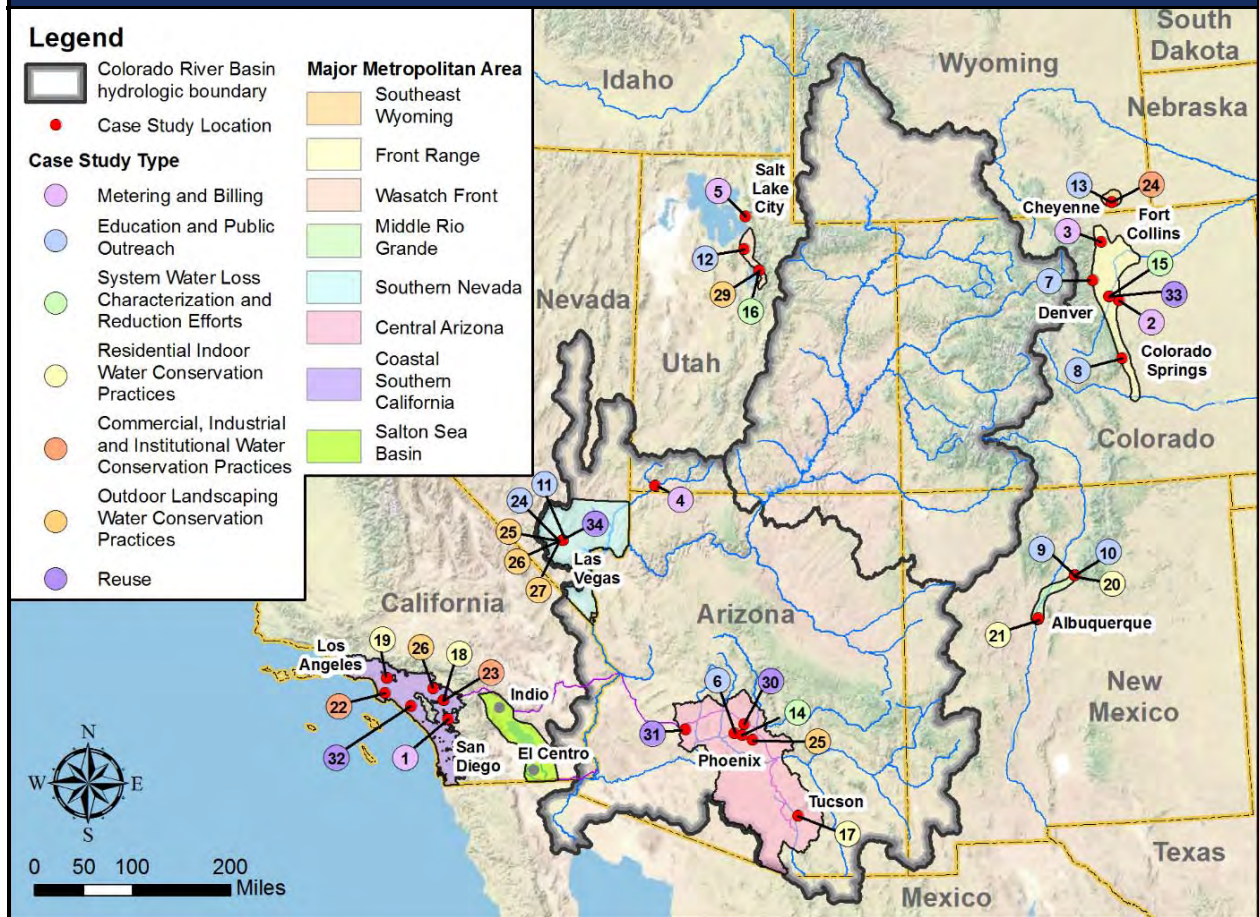 Legend
Colorado River Basin
hydrologic boundary
Case Study Location
Case Study Type
Metering and Billing
Education and Public
Outreach
System Water Loss
Characterization and
Reduction Efforts
Residential Indoor
Water Conservation
Practices
Commercial, Industrial
and Institutional Water
Conservation Practices
Outdoor Landscaping
Water Conservation
Practices
Reuse
Major Metropolitan Area
Southeast
Wyoming
Front Range
Wasatch Front
Middle Rio
Grande
Southern Nevada
Central Arizona
Coastal
Southern
California
Salton Sea
Basin
South
Dakota
Idaho
Wyoming
Nebraska
Salt
Lake
City
5
12
29
16
13
24
Cheyenne
Fort
Collins
3
15
7
33
Denver
2
8
Colorado
Springs
Nevada
Utah
Colorado
11
24
34
25
26
27
Las
Vegas
4
9
10
20
21
Albuquerque
California
Arizona
New
Mexico
Los
Angeles
19
26
18
23
22
32
1
San
Diego
Indio
El Centro
6
30
14
31
25
Phoenix
Tucson
17
Texas
Mexico
N
W
E
S
0
50
100
200
Miles